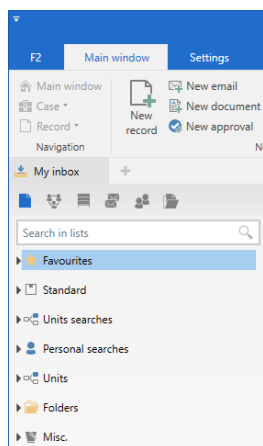 F2 Main window Settings
Main window
Case
Record
Navigation
New
record
New email
New document
New approval
N
My inbox
Search in lists
Favourites
Standard
Units searches
Personal searches
Units
Folders
Misc.